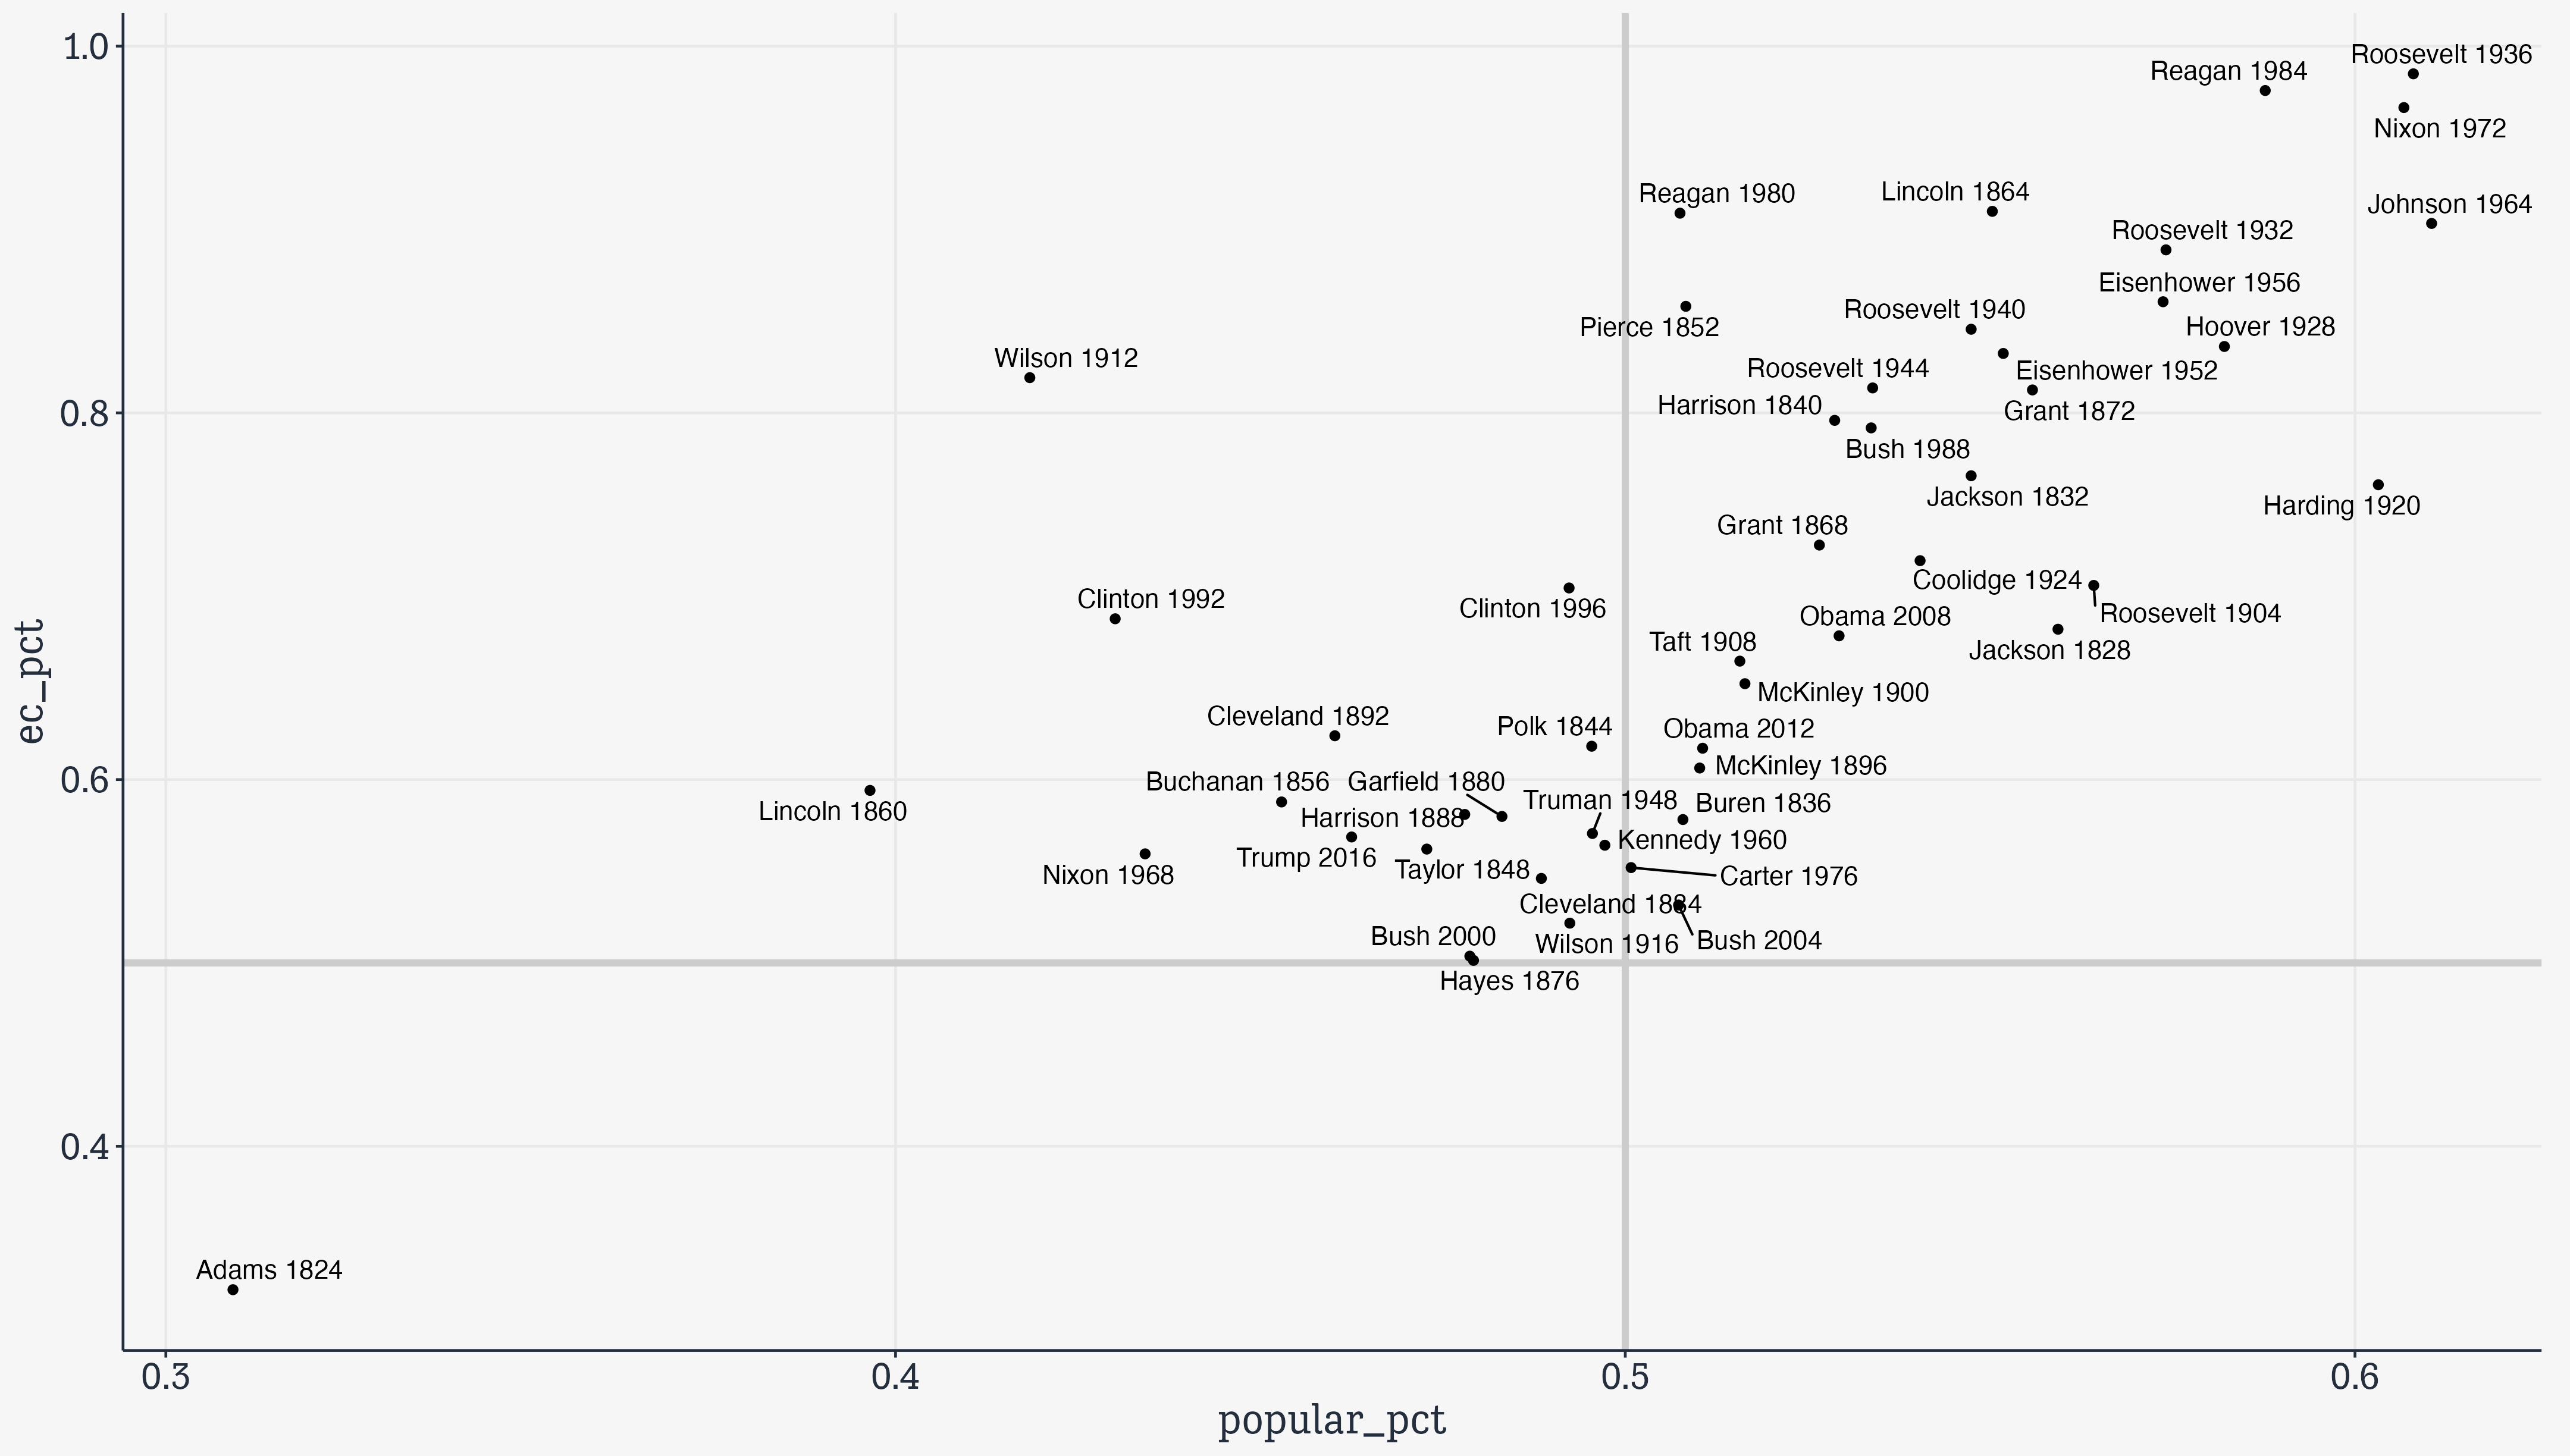 1.0
Roosevelt 1936
Reagan 1984
Nixon 1972
Reagan 1980
Lincoln 1864
Johnson 1964
Roosevelt 1932
Eisenhower 1956
Roosevelt 1940
Pierce 1852
Hoover 1928
Wilson 1912
Roosevelt 1944
Eisenhower 1952
Harrison 1840
Grant 1872
0.8
Bush 1988
Jackson 1832
Harding 1920
Grant 1868
Coolidge 1924
Clinton 1992
Clinton 1996
Roosevelt 1904
Obama 2008
Taft 1908
Jackson 1828
McKinley 1900
ec_pct
Cleveland 1892
Polk 1844
Obama 2012
McKinley 1896
0.6
Buchanan 1856
Garfield 1880
Truman 1948
Buren 1836
Lincoln 1860
Harrison 1888
Kennedy 1960
Trump 2016
Taylor 1848
Nixon 1968
Carter 1976
Cleveland 1884
Bush 2000
Wilson 1916
Bush 2004
Hayes 1876
0.4
Adams 1824
0.3
0.4
0.5
0.6
popular_pct